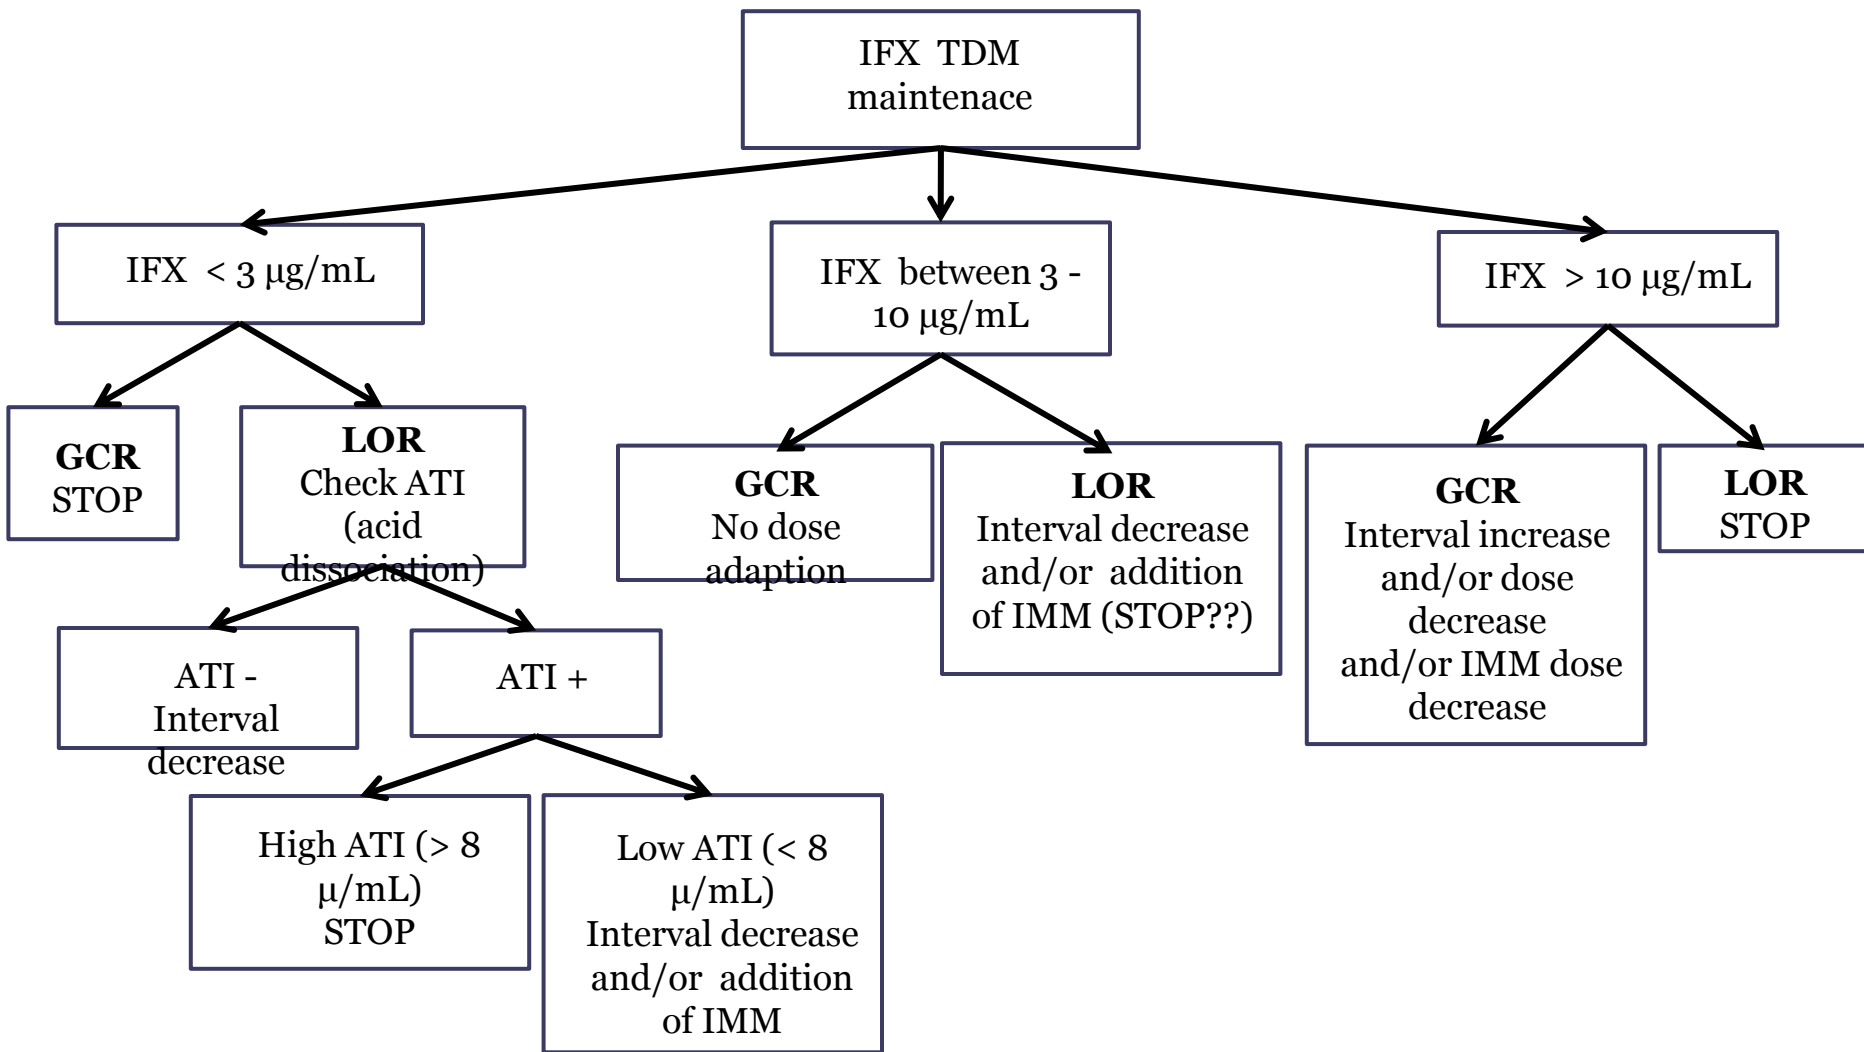 IFX  TDM
maintenace
IFX  < 3 µg/mL
IFX  between 3 -
10 µg/mL
IFX  > 10 µg/mL
GCR
STOP
LOR
Check ATI
(acid
dissociation)
GCR
No dose
adaption
LOR
Interval decrease
and/or  addition
of IMM (STOP??)
GCR
Interval increase
and/or dose
decrease
and/or IMM dose
decrease
LOR
STOP
ATI -
Interval
decrease
ATI +
High ATI (> 8
µ/mL)
STOP
Low ATI (< 8
µ/mL)
Interval decrease
and/or  addition
of IMM